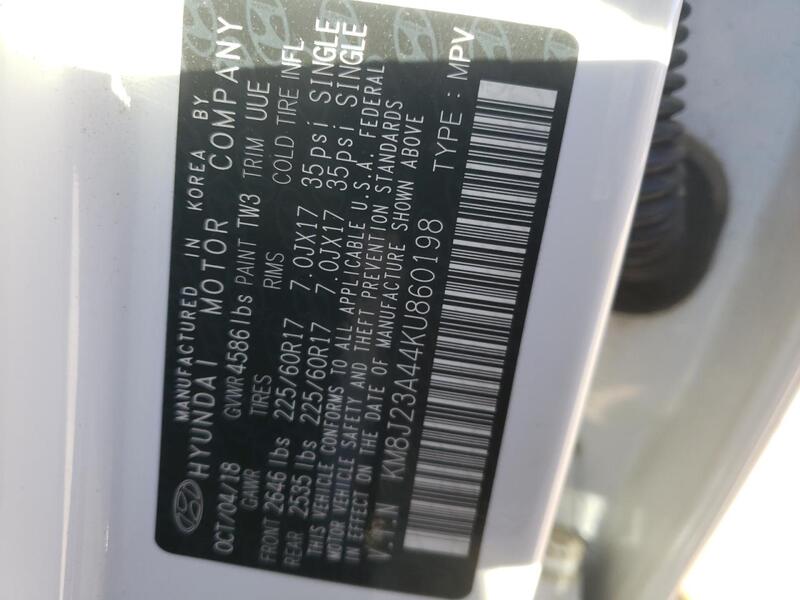 MANUFACTURED IN KOREA BY
HYUNDAI MOTOR COMPANY
OCT/04/18 GVWR 4586 lbs PAINT TW3 TRIM UUE
GAWR TIRES RIMS COLD TIRE INFL
FRONT 2646 lbs 225/60R17 7.0JX17 35psi SINGLE
REAR 2535 lbs 225/60R17 7.0JX17 35psi SINGLE
THIS VEHICLE CONFORMS TO ALL APPLICABLE U.S.A. FEDERAL
MOTOR VEHICLE SAFETY AND THEFT PREVENTION STANDARDS
IN EFFECT ON THE DATE OF MANUFACTURE SHOWN ABOVE
V.I.N KM8J23A44KU860198 TYPE : MPV